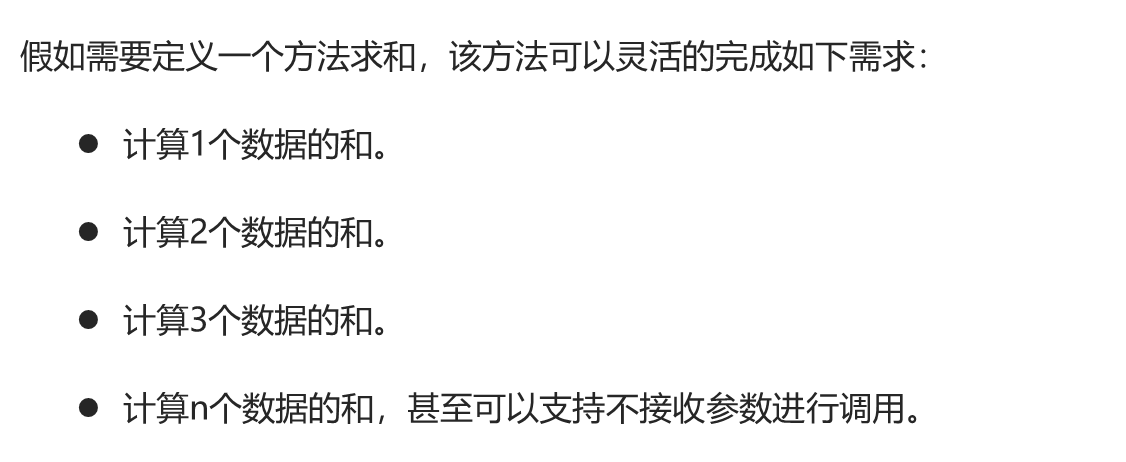 假如需要定义一个方法求和，该方法可以灵活的完成如下需求：
● 计算1个数据的和。
● 计算2个数据的和。
● 计算3个数据的和。
● 计算n个数据的和，甚至可以支持不接收参数进行调用。